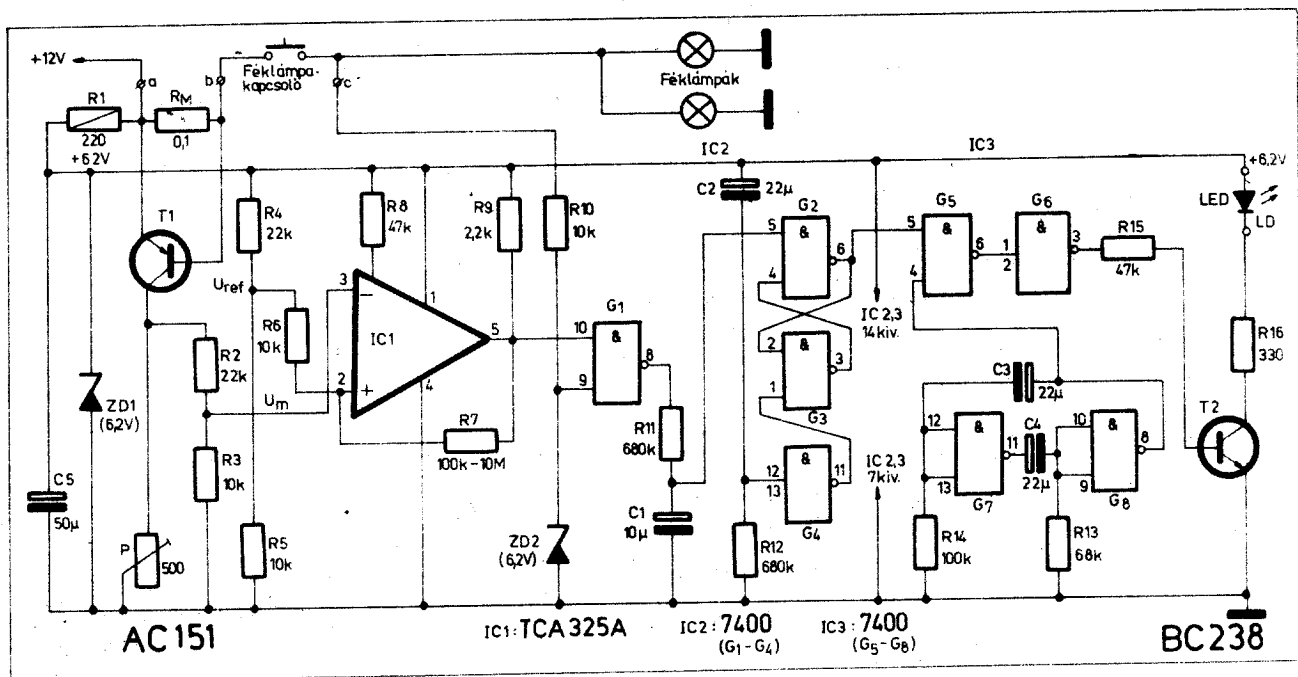 +12V
a
b
c
Féklámpa-
kapcsoló
Féklámpák
R1
220
RM
0,1
+6,2V
IC2
IC3
+6,2V
T1
R4
22k
R8
47k
R9
2,2k
R10
10k
C2
22µ
G2
&
5
4
6
G5
&
5
4
6
G6
&
1
2
3
R15
47k
LED
LD
Uref
R6
10k
3
−
2
+
1
4
5
IC1
G1
&
10
9
8
IC 2,3
14kiv.
R2
22k
Um
R7
100k-10M
R11
680k
2
1
&
3
G3
C3
22µ
R16
330
ZD1
(6,2V)
R3
10k
12
13
&
11
G4
IC 2,3
7kiv.
12
13
&
11
G7
C4
22µ
10
9
&
8
G8
T2
C5
50µ
P
500
R5
10k
ZD2
(6,2V)
C1
10µ
R12
680k
R14
100k
R13
68k
AC151
IC1: TCA325A
IC2: 7400
(G1-G4)
IC3: 7400
(G5-G8)
BC238